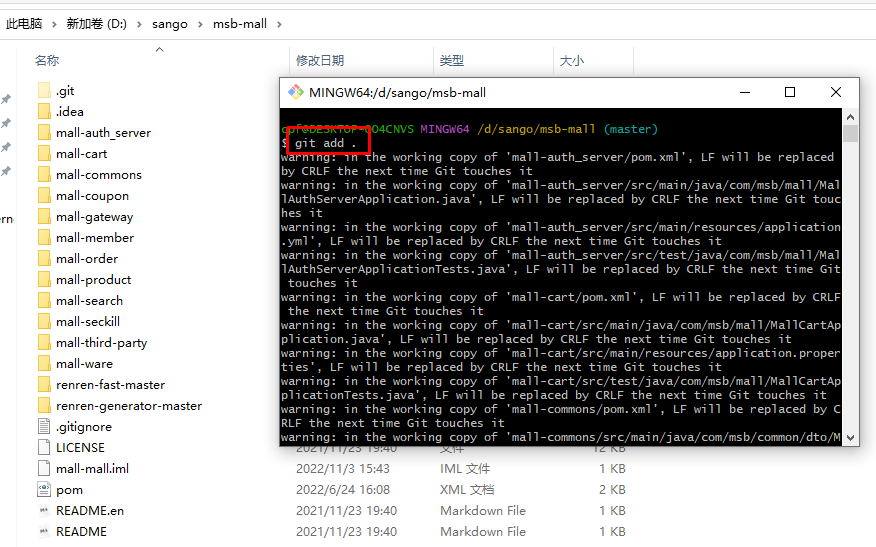 此电脑 > 新加卷 (D:) > sango > msb-mall >
名称 修改日期 类型 大小
.git
.idea
mall-auth_server
mall-cart
mall-commons
mall-coupon
mall-gateway
mall-member
mall-order
mall-product
mall-search
mall-seckill
mall-third-party
mall-ware
renren-fast-master
renren-generator-master
.gitignore
LICENSE 2021/11/23 19:40 文件 12 KB
mall-mall.iml 2022/11/3 15:43 IML 文件 1 KB
pom 2022/6/24 16:08 XML 文档 2 KB
README.en 2021/11/23 19:40 Markdown File 1 KB
README 2021/11/23 19:40 Markdown File 1 KB
MINGW64:/d/sango/msb-mall
MINGW64 /d/sango/msb-mall (master)
$ git add .
warning: in the working copy of 'mall-auth_server/pom.xml', LF will be replaced
by CRLF the next time Git touches it
warning: in the working copy of 'mall-auth_server/src/main/java/com/msb/mall/Mal
lAuthServerApplication.java', LF will be replaced by CRLF the next time Git touc
hes it
warning: in the working copy of 'mall-auth_server/src/main/resources/application
.yml', LF will be replaced by CRLF the next time Git touches it
warning: in the working copy of 'mall-auth_server/src/test/java/com/msb/mall/Mal
lAuthServerApplicationTests.java', LF will be replaced by CRLF the next time Git
touches it
warning: in the working copy of 'mall-cart/pom.xml', LF will be replaced by CRLF
the next time Git touches it
warning: in the working copy of 'mall-cart/src/main/java/com/msb/mall/MallCartAp
plication.java', LF will be replaced by CRLF the next time Git touches it
warning: in the working copy of 'mall-cart/src/main/resources/application.proper
ties', LF will be replaced by CRLF the next time Git touches it
warning: in the working copy of 'mall-cart/src/test/java/com/msb/mall/MallCartAp
plicationTests.java', LF will be replaced by CRLF the next time Git touches it
warning: in the working copy of 'mall-commons/pom.xml', LF will be replaced by C
RLF the next time Git touches it
warning: in the working copy of 'mall-commons/src/main/java/com/msb/common/dto/M